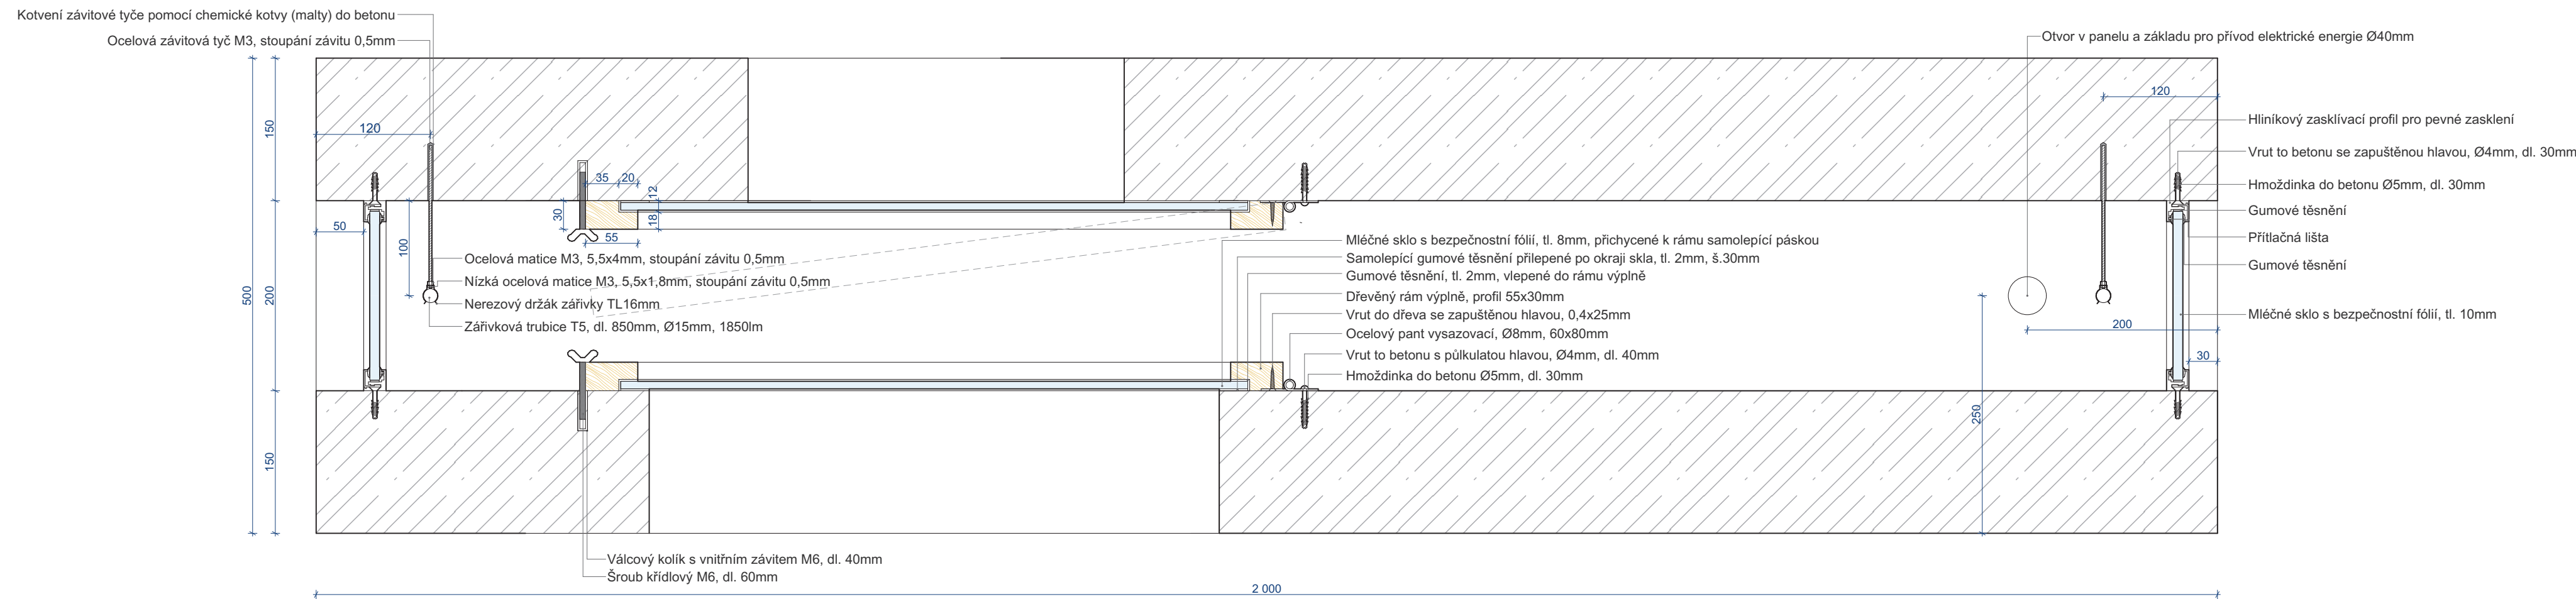 Kotvení závitové tyče pomocí chemické kotvy (malty) do betonu
Ocelová závitová tyč M3, stoupání závitu 0,5mm
Otvor v panelu a základu pro přívod elektrické energie Ø40mm
120
120
150
Hliníkový zasklívací profil pro pevné zasklení
Vrut to betonu se zapuštěnou hlavou, Ø4mm, dl. 30mm
Hmoždinka do betonu Ø5mm, dl. 30mm
Gumové těsnění
Přítlačná lišta
Gumové těsnění
Mléčné sklo s bezpečnostní fólií, tl. 10mm
35
20
12
30
18
55
50
100
500
200
Ocelová matice M3, 5,5x4mm, stoupání závitu 0,5mm
Nízká ocelová matice M3, 5,5x1,8mm, stoupání závitu 0,5mm
Nerezový držák zářivky TL16mm
Zářivková trubice T5, dl. 850mm, Ø15mm, 1850lm
Mléčné sklo s bezpečnostní fólií, tl. 8mm, přichycené k rámu samolepící páskou
Samolepící gumové těsnění přilepené po okraji skla, tl. 2mm, š.30mm
Gumové těsnění, tl. 2mm, vlepené do rámu výplně
Dřevěný rám výplně, profil 55x30mm
Vrut do dřeva se zapuštěnou hlavou, 0,4x25mm
Ocelový pant vysazovací, Ø8mm, 60x80mm
Vrut to betonu s půlkulatou hlavou, Ø4mm, dl. 40mm
Hmoždinka do betonu Ø5mm, dl. 30mm
200
30
250
150
Válcový kolík s vnitřním závitem M6, dl. 40mm
Šroub křídlový M6, dl. 60mm
2 000